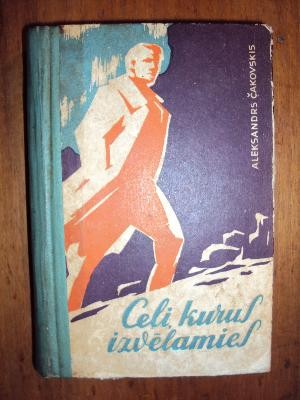 ALEKSANDRS ČAKOVSKIS
Ceļi, kurus
izvēlamies